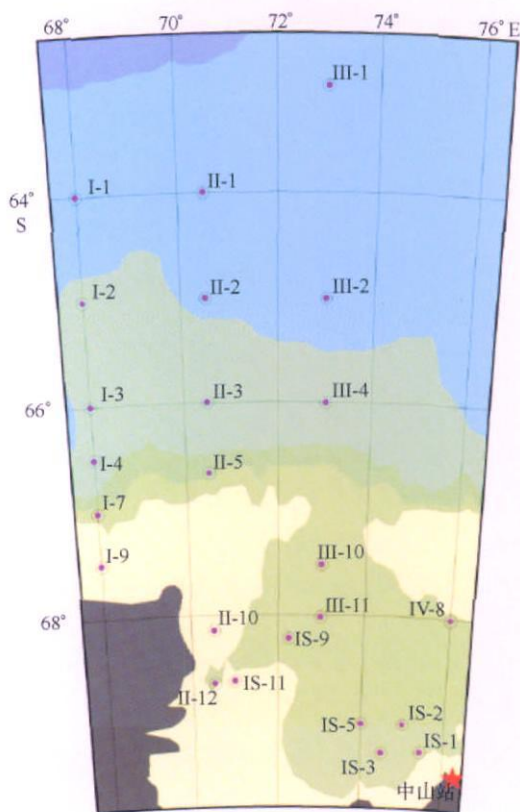 68° 70° 72° 74° 76° E
III-1
I-1 II-1
64°
S
I-2 II-2 III-2
66° I-3 II-3 III-4
I-4 II-5
I-7
I-9 III-10
68° II-10 III-11 IV-8
IS-9
II-12 IS-11
IS-5 IS-2
IS-3 IS-1
中山站